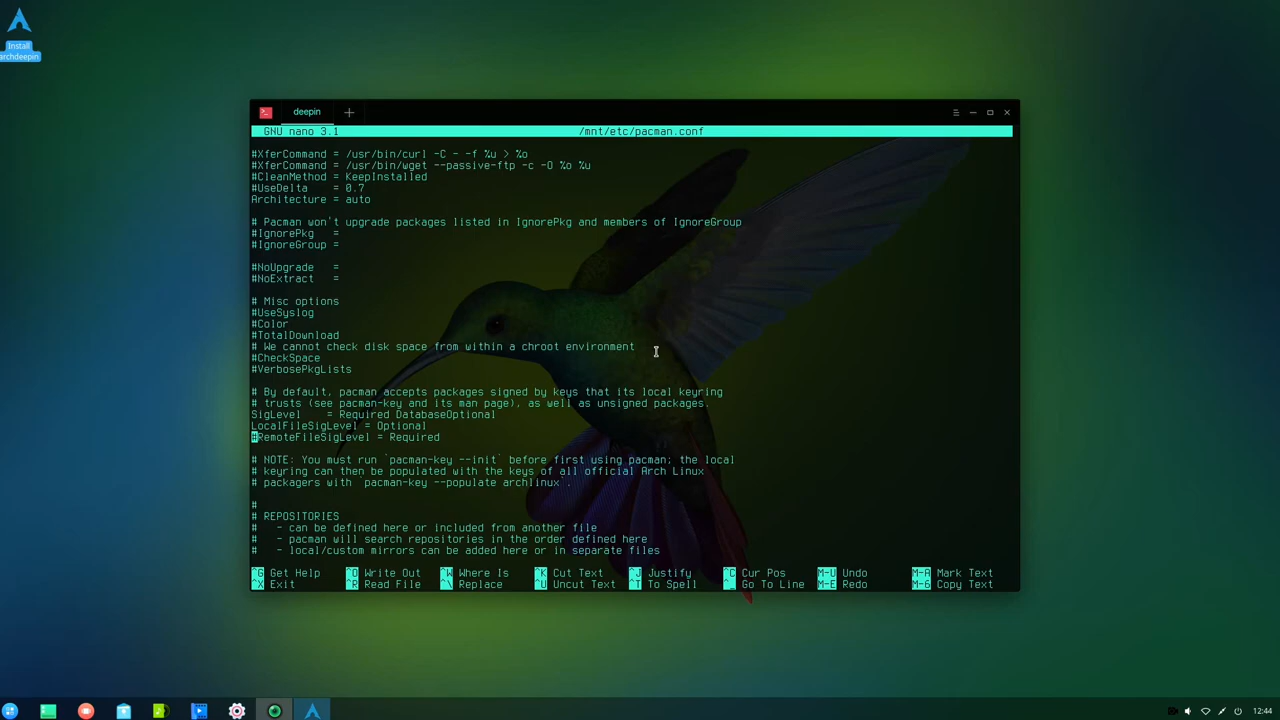 Install
archdeepin
deepin
GNU nano 3.1 /mnt/etc/pacman.conf
#XferCommand = /usr/bin/curl -C - -f %u > %o
#XferCommand = /usr/bin/wget --passive-ftp -c -O %o %u
#CleanMethod = KeepInstalled
#UseDelta = 0.7
Architecture = auto
# Pacman won't upgrade packages listed in IgnorePkg and members of IgnoreGroup
#IgnorePkg =
#IgnoreGroup =
#NoUpgrade =
#NoExtract =
# Misc options
#UseSyslog
#Color
#TotalDownload
# We cannot check disk space from within a chroot environment
#CheckSpace
#VerbosePkgLists
# By default, pacman accepts packages signed by keys that its local keyring
# trusts (see pacman-key and its man page), as well as unsigned packages.
SigLevel = Required DatabaseOptional
LocalFileSigLevel = Optional
#RemoteFileSigLevel = Required
# NOTE: You must run `pacman-key --init` before first using pacman; the local
# keyring can then be populated with the keys of all official Arch Linux
# packagers with `pacman-key --populate archlinux`.
#
# REPOSITORIES
# - can be defined here or included from another file
# - pacman will search repositories in the order defined here
# - local/custom mirrors can be added here or in separate files
^G Get Help ^O Write Out ^W Where Is ^K Cut Text ^J Justify ^C Cur Pos M-U Undo M-A Mark Text
^X Exit ^R Read File ^\ Replace ^U Uncut Text ^T To Spell ^_ Go To Line M-E Redo M-6 Copy Text
12:44